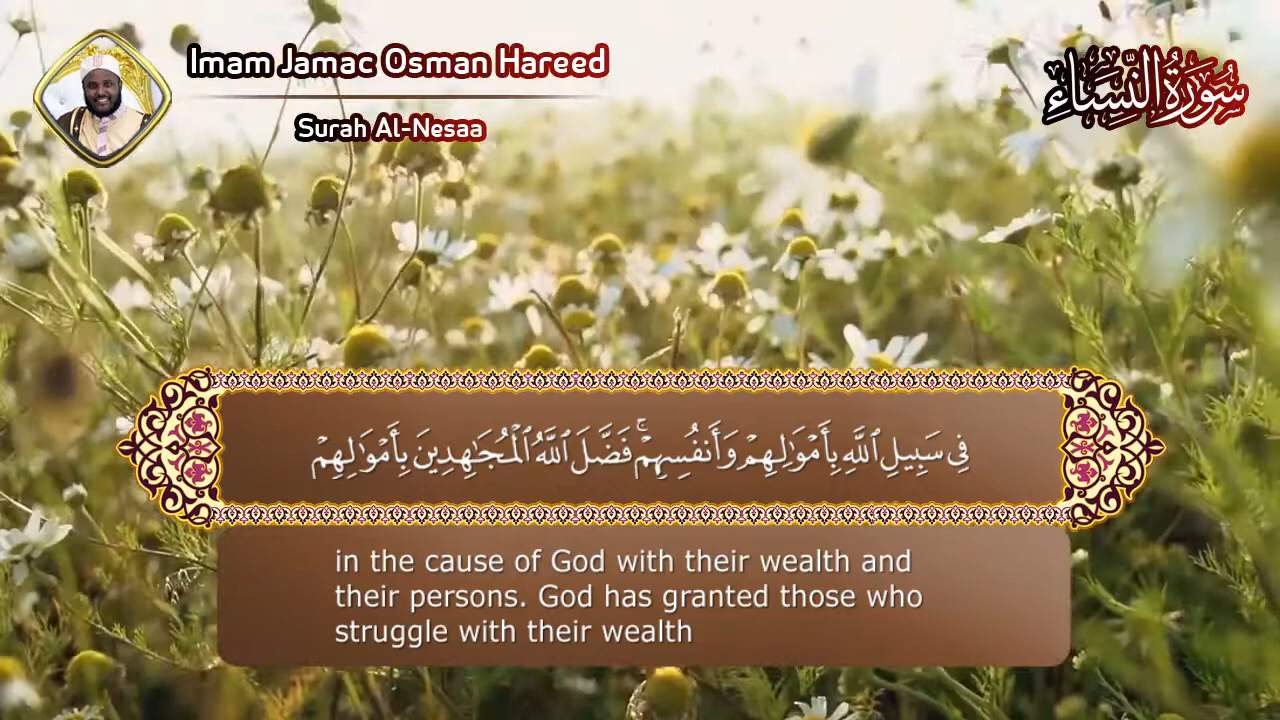 Imam Jamac Osman Hareed
سُورَةُ النِّسَاءِ
Surah Al-Nesaa
فِي سَبِيلِ ٱللَّهِ بِأَمْوَٰلِهِمْ وَأَنفُسِهِمْۚ فَضَّلَ ٱللَّهُ ٱلْمُجَٰهِدِينَ بِأَمْوَٰلِهِمْ
in the cause of God with their wealth and
their persons. God has granted those who
struggle with their wealth